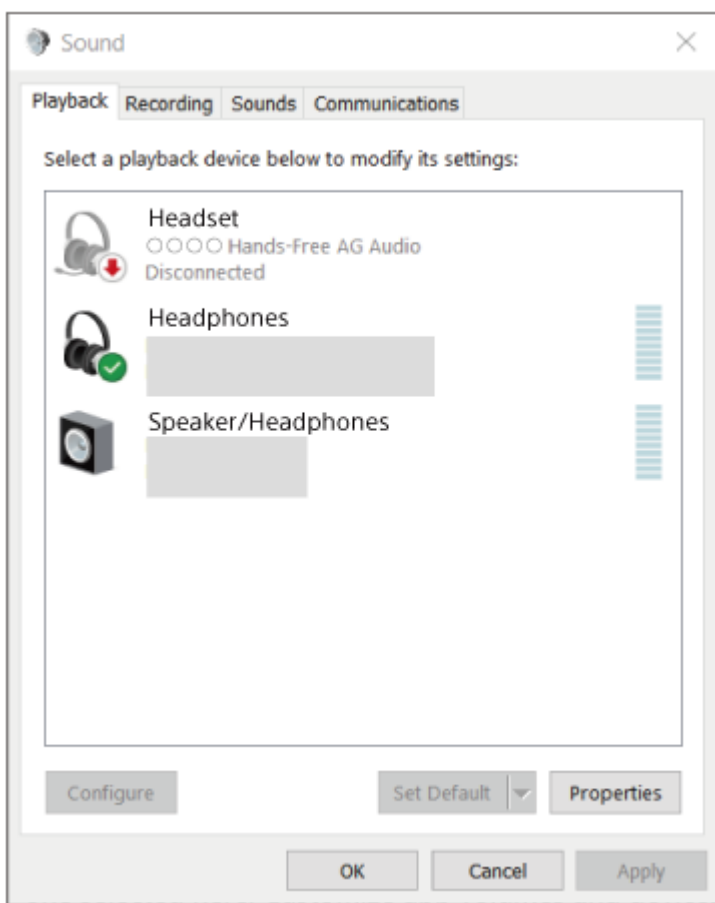 Sound
Playback Recording Sounds Communications
Select a playback device below to modify its settings:
Headset
○○○○ Hands-Free AG Audio
Disconnected
Headphones
Speaker/Headphones
Configure Set Default Properties
OK Cancel Apply